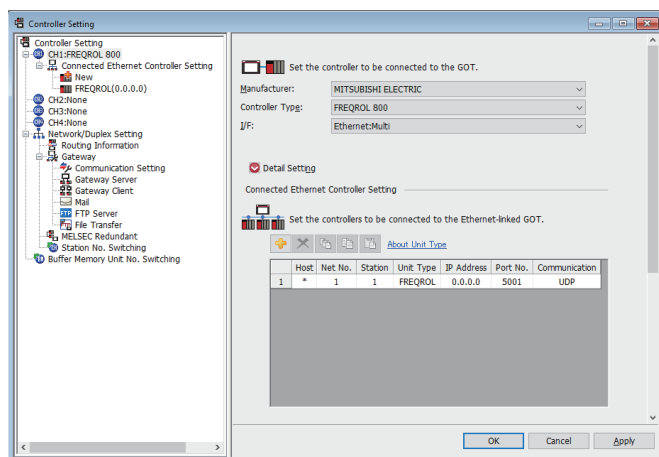 Controller Setting
Controller Setting
CH1:FREQROL 800
Connected Ethernet Controller Setting
New
FREQROL(0.0.0.0)
CH2:None
CH3:None
CH4:None
Network/Duplex Setting
Routing Information
Gateway
Communication Setting
Gateway Server
Gateway Client
Mail
FTP Server
File Transfer
MELSEC Redundant
Station No. Switching
Buffer Memory Unit No. Switching
Set the controller to be connected to the GOT.
Manufacturer: MITSUBISHI ELECTRIC
Controller Type: FREQROL 800
I/F: Ethernet:Multi
Detail Setting
Connected Ethernet Controller Setting
Set the controllers to be connected to the Ethernet-linked GOT.
About Unit Type
Host Net No. Station Unit Type IP Address Port No. Communication
1 * 1 1 FREQROL 0.0.0.0 5001 UDP
OK Cancel Apply